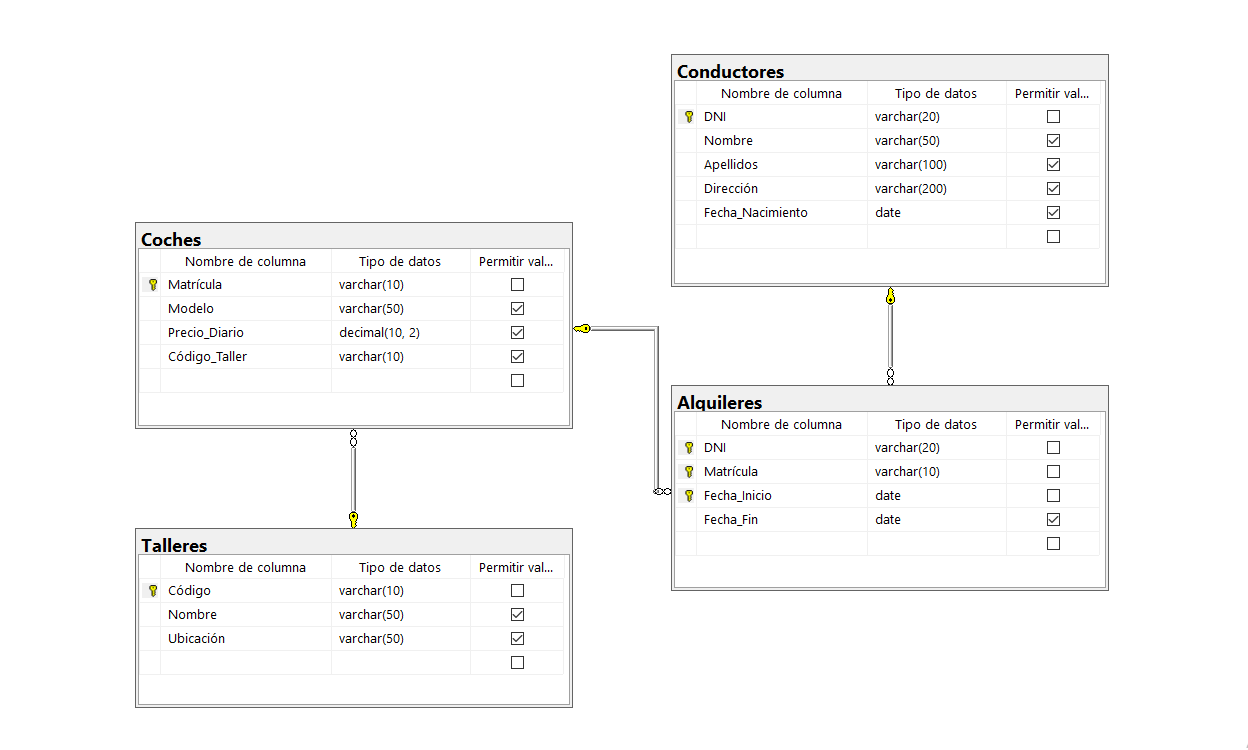 Conductores
Nombre de columna Tipo de datos Permitir val...
DNI varchar(20)
Nombre varchar(50)
Apellidos varchar(100)
Dirección varchar(200)
Fecha_Nacimiento date
Coches
Nombre de columna Tipo de datos Permitir val...
Matrícula varchar(10)
Modelo varchar(50)
Precio_Diario decimal(10, 2)
Código_Taller varchar(10)
Alquileres
Nombre de columna Tipo de datos Permitir val...
DNI varchar(20)
Matrícula varchar(10)
Fecha_Inicio date
Fecha_Fin date
Talleres
Nombre de columna Tipo de datos Permitir val...
Código varchar(10)
Nombre varchar(50)
Ubicación varchar(50)